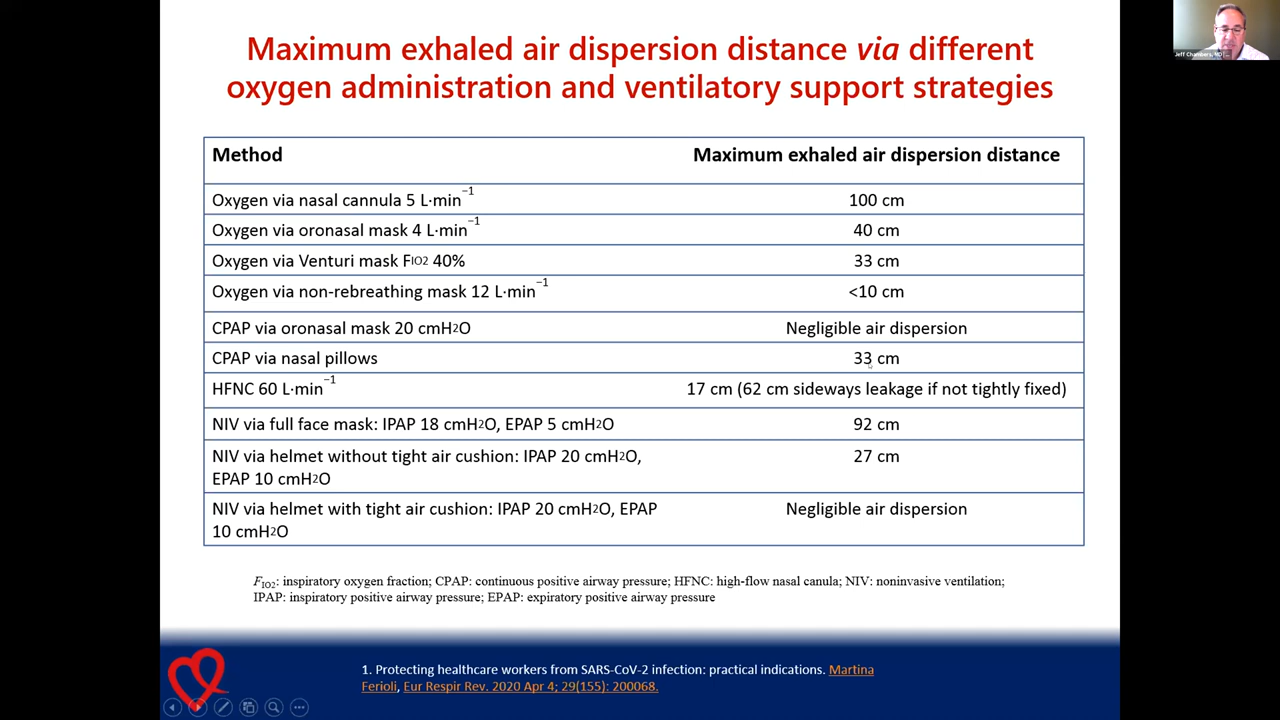 Maximum exhaled air dispersion distance via different
oxygen administration and ventilatory support strategies
Method Maximum exhaled air dispersion distance
Oxygen via nasal cannula 5 L·min⁻¹ 100 cm
Oxygen via oronasal mask 4 L·min⁻¹ 40 cm
Oxygen via Venturi mask FIO2 40% 33 cm
Oxygen via non-rebreathing mask 12 L·min⁻¹ <10 cm
CPAP via oronasal mask 20 cmH2O Negligible air dispersion
CPAP via nasal pillows 33 cm
HFNC 60 L·min⁻¹ 17 cm (62 cm sideways leakage if not tightly fixed)
NIV via full face mask: IPAP 18 cmH2O, EPAP 5 cmH2O 92 cm
NIV via helmet without tight air cushion: IPAP 20 cmH2O, 27 cm
EPAP 10 cmH2O
NIV via helmet with tight air cushion: IPAP 20 cmH2O, EPAP Negligible air dispersion
10 cmH2O
FIO2: inspiratory oxygen fraction; CPAP: continuous positive airway pressure; HFNC: high-flow nasal canula; NIV: noninvasive ventilation;
IPAP: inspiratory positive airway pressure; EPAP: expiratory positive airway pressure
1. Protecting healthcare workers from SARS-CoV-2 infection: practical indications. Martina
Ferioli, Eur Respir Rev. 2020 Apr 4; 29(155): 200068.
Jeff Chambers, MD